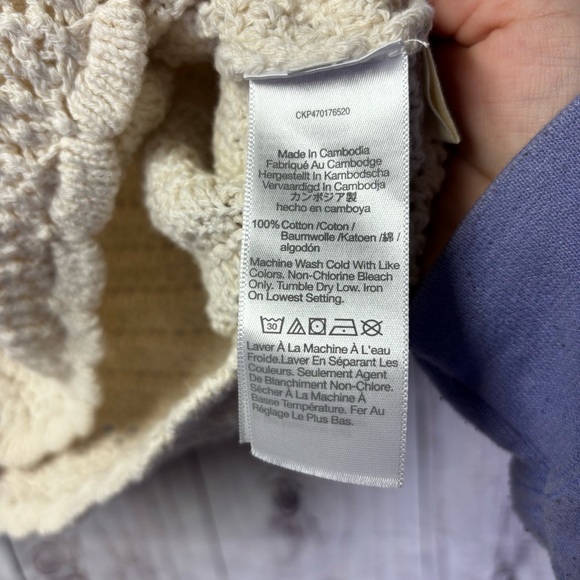 CKP470176520
Made In Cambodia
Fabriqué Au Cambodge
Hergestellt In Kambodscha
Vervaardigd In Cambodja
カンボジア製
hecho en camboya
100% Cotton /Coton /
Baumwolle /Katoen /綿 /
algodón
Machine Wash Cold With Like
Colors. Non-Chlorine Bleach
Only. Tumble Dry Low. Iron
On Lowest Setting.
30
Laver À La Machine À L'eau
Froide.Laver En Séparant Les
Couleurs. Seulement Agent
De Blanchiment Non-Chlore.
Sécher À La Machine À
Basse Température. Fer Au
Réglage Le Plus Bas.